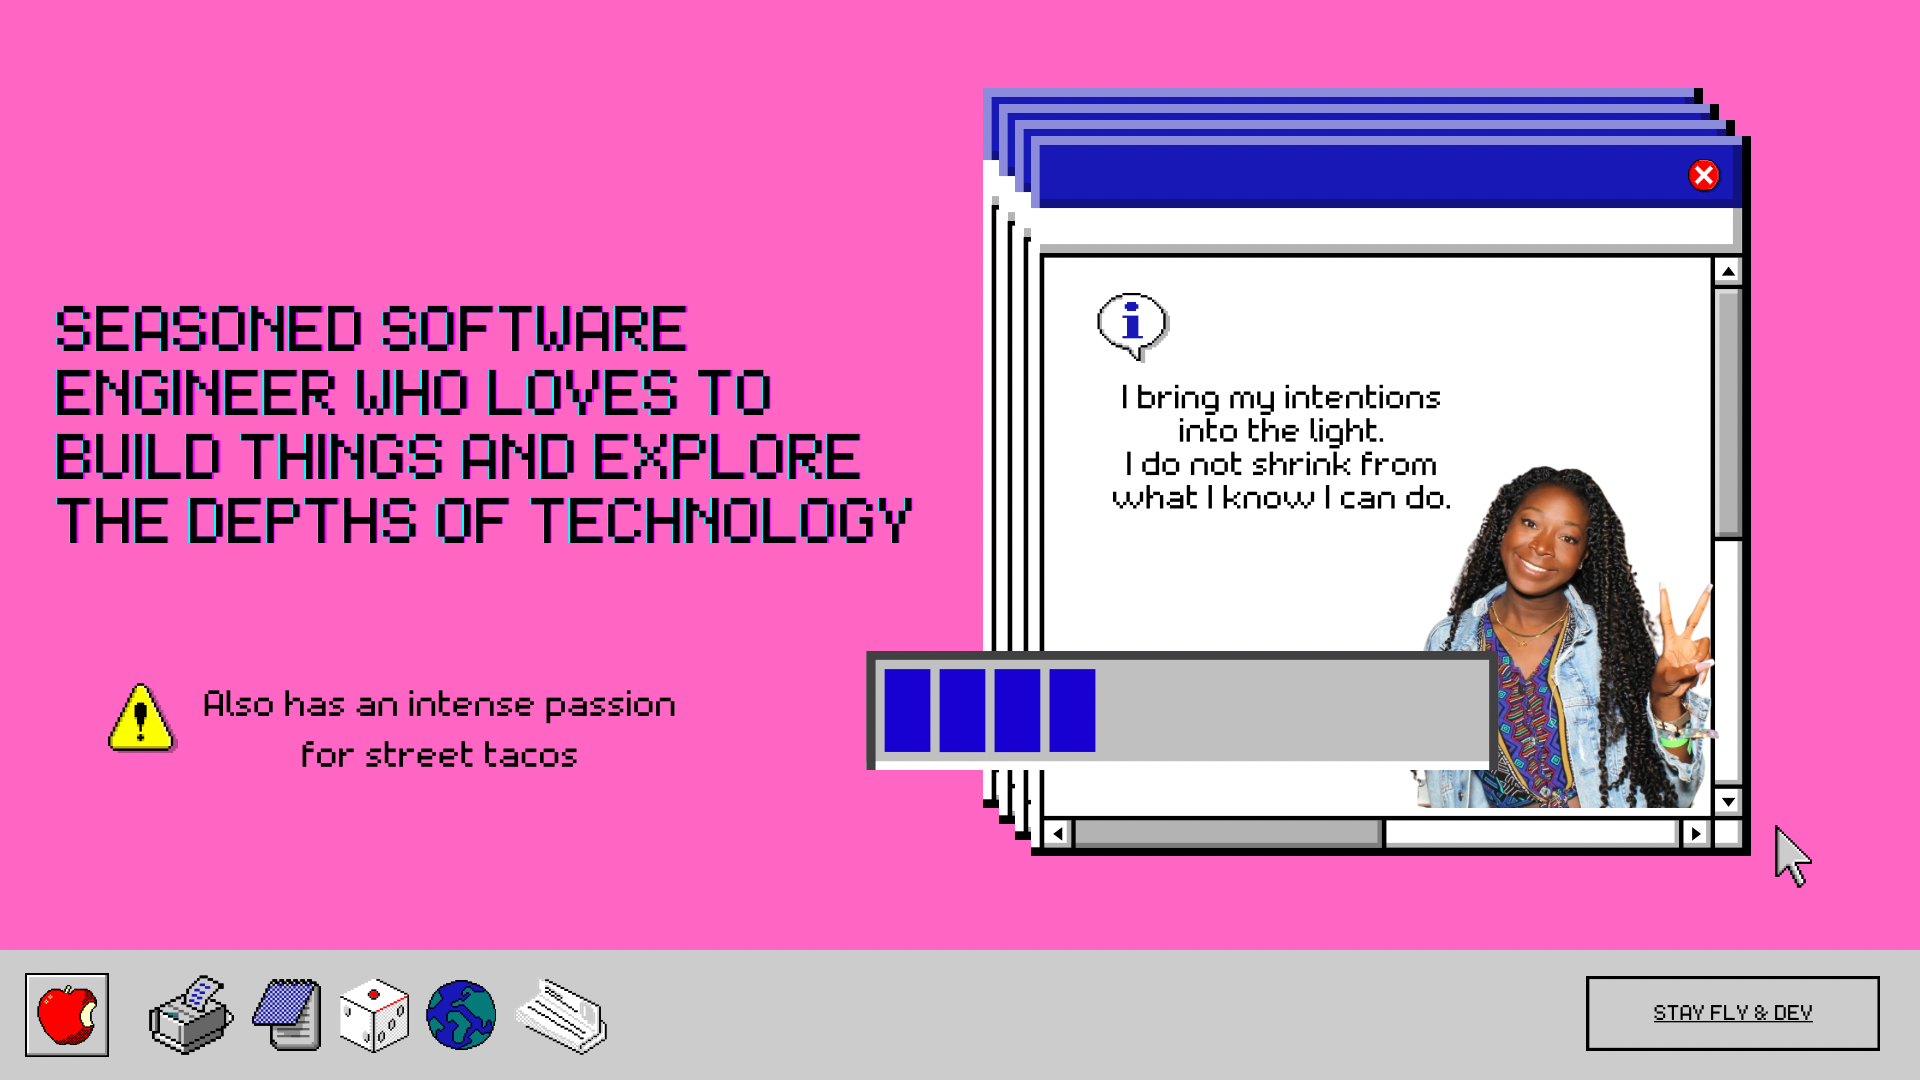 SEASONED SOFTWARE
ENGINEER WHO LOVES TO
BUILD THINGS AND EXPLORE
THE DEPTHS OF TECHNOLOGY
Also has an intense passion
for street tacos
I bring my intentions
into the light.
I do not shrink from
what I know I can do.
STAY FLY & DEV